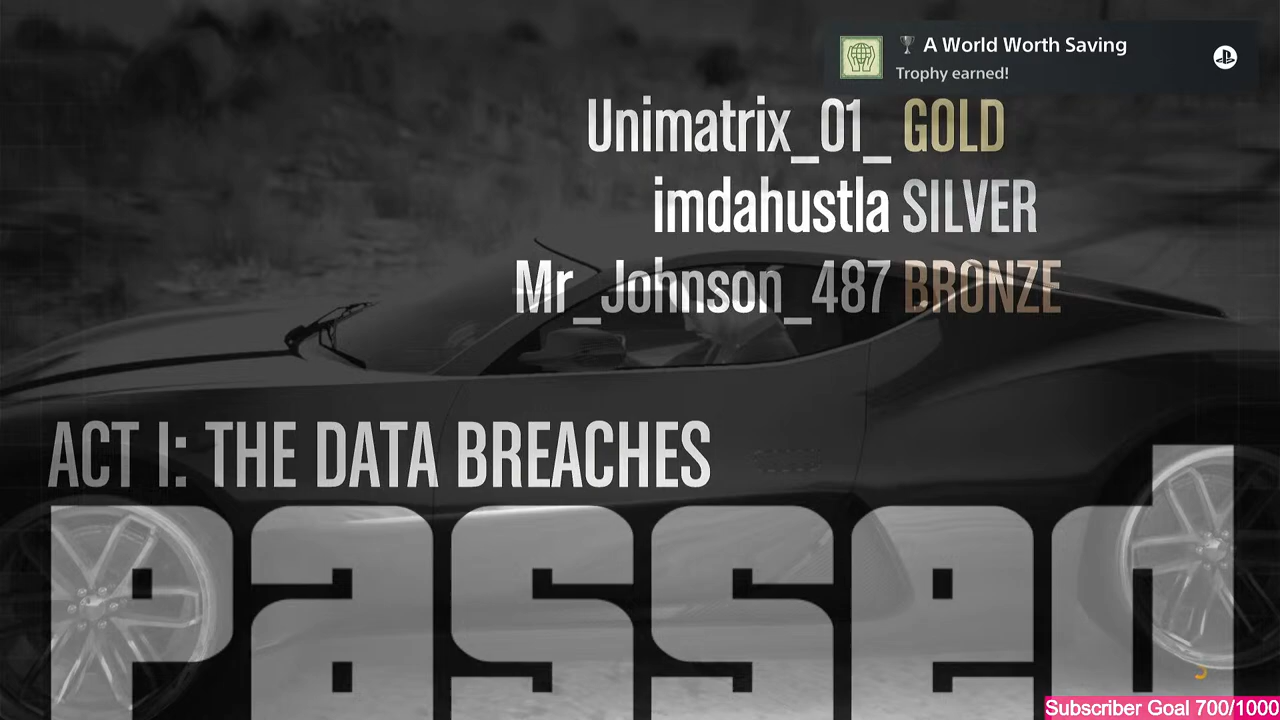 A World Worth Saving
Trophy earned!
Unimatrix_01_ GOLD
imdahustla SILVER
Mr_Johnson_487 BRONZE
ACT I: THE DATA BREACHES
passed
Subscriber Goal 700/1000